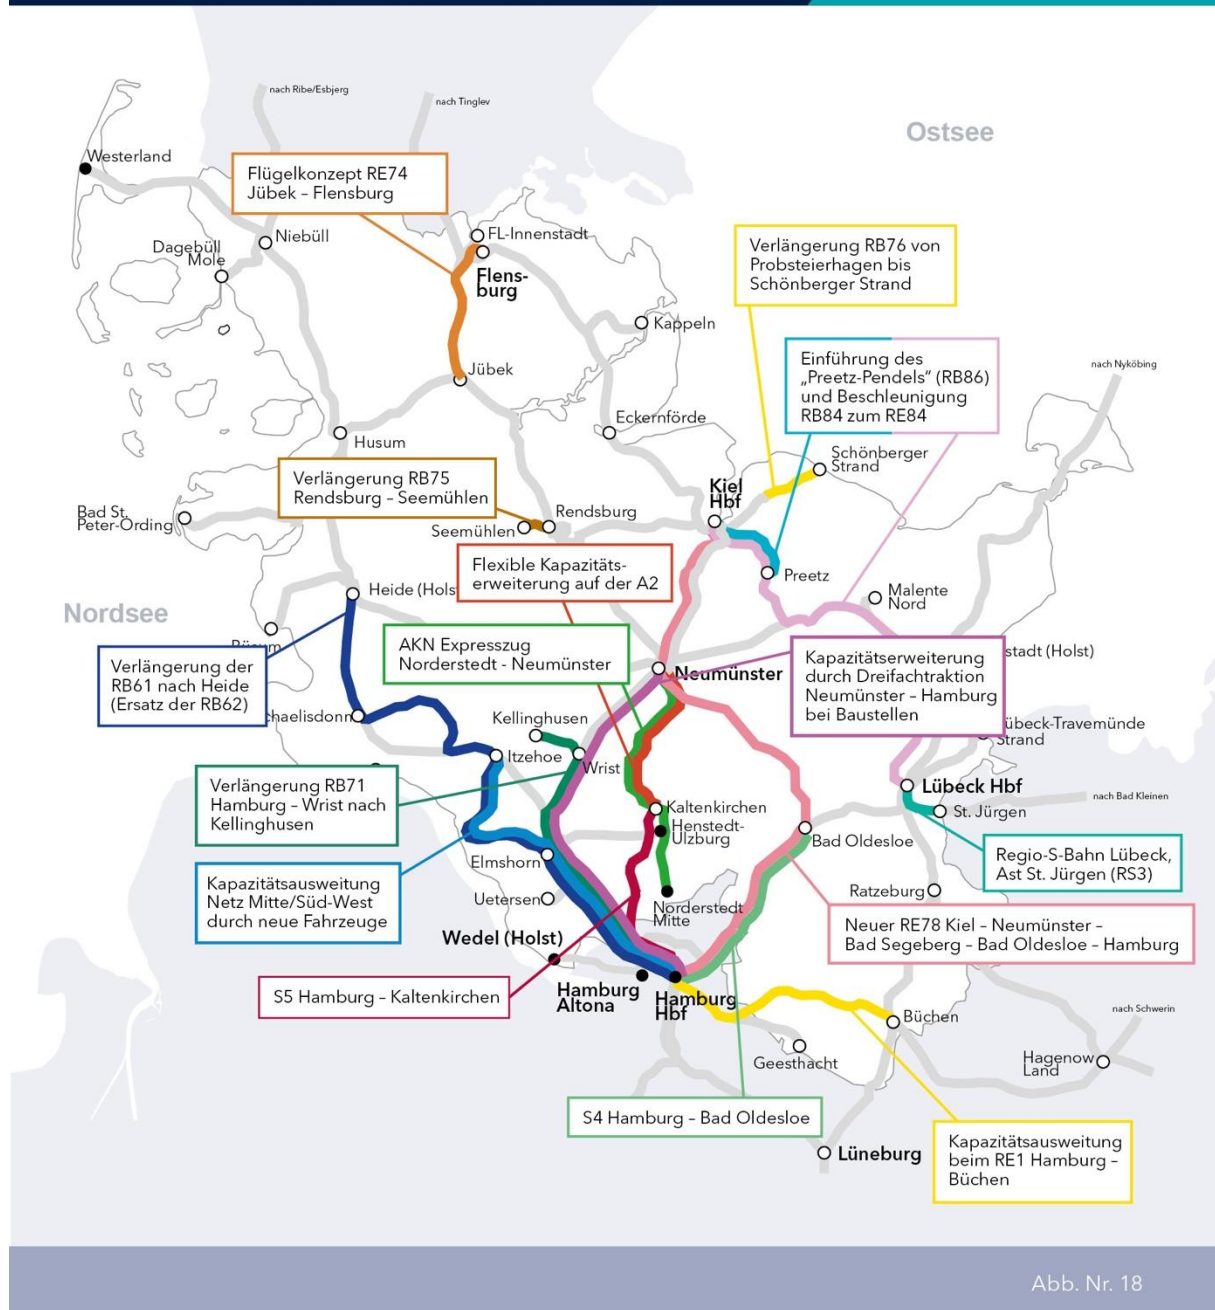 nach Ribe/Esbjerg
nach Tinglev
Ostsee
Westerland
Flügelkonzept RE74
Jübek – Flensburg
FL-Innenstadt
Niebüll
Dagebüll
Mole
Flens-
burg
Verlängerung RB76 von
Probsteierhagen bis
Schönberger Strand
Kappeln
Einführung des
„Preetz-Pendels“ (RB86)
und Beschleunigung
RB84 zum RE84
nach Nyköbing
Jübek
Eckernförde
Husum
Schönberger
Strand
Verlängerung RB75
Rendsburg – Seemühlen
Kiel
Hbf
Bad St.
Peter-Ording
Rendsburg
Seemühlen
Flexible Kapazitäts-
erweiterung auf der A2
Preetz
Malente
Nord
Heide (Hols
Nordsee
AKN Expresszug
Norderstedt - Neumünster
Verlängerung der
RB61 nach Heide
(Ersatz der RB62)
Neumünster
Kapazitätserweiterung
durch Dreifachtraktion
Neumünster – Hamburg
bei Baustellen
stadt (Holst)
chaelisdonn
Kellinghusen
übeck-Travemünde
Strand
Itzehoe
Wrist
Verlängerung RB71
Hamburg – Wrist nach
Kellinghusen
Lübeck Hbf
nach Bad Kleinen
Kaltenkirchen
St. Jürgen
Henstedt-
Ulzburg
Bad Oldesloe
Elmshorn
Regio-S-Bahn Lübeck,
Ast St. Jürgen (RS3)
Kapazitätsausweitung
Netz Mitte/Süd-West
durch neue Fahrzeuge
Uetersen
Ratzeburg
Norderstedt
Mitte
Neuer RE78 Kiel – Neumünster –
Bad Segeberg – Bad Oldesloe – Hamburg
Wedel (Holst)
S5 Hamburg – Kaltenkirchen
Hamburg
Altona
Hamburg
Hbf
Büchen
nach Schwerin
Geesthacht
Hagenow
Land
S4 Hamburg – Bad Oldesloe
Kapazitätsausweitung
beim RE1 Hamburg –
Büchen
Lüneburg
Abb. Nr. 18